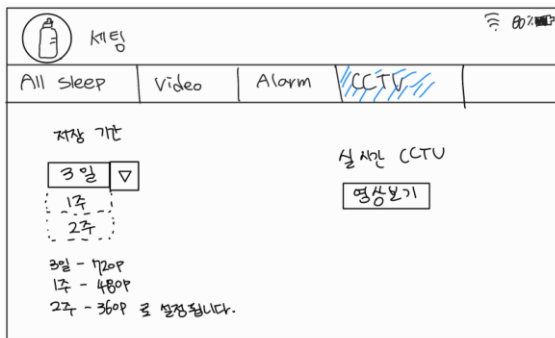 세팅
80%
All Sleep
Video
Alarm
CCTV
저장 기간
3일
1주
2주
3일 - 720P
1주 - 480P
2주 - 360P 로 설정됩니다.
실시간 CCTV
영상보기